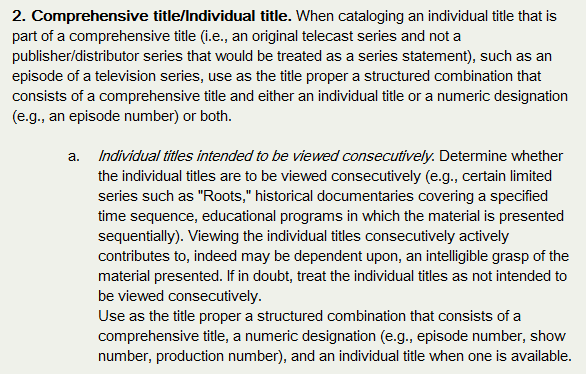 2. Comprehensive title/Individual title. When cataloging an individual title that is
part of a comprehensive title (i.e., an original telecast series and not a
publisher/distributor series that would be treated as a series statement), such as an
episode of a television series, use as the title proper a structured combination that
consists of a comprehensive title and either an individual title or a numeric designation
(e.g., an episode number) or both.
a. Individual titles intended to be viewed consecutively. Determine whether
the individual titles are to be viewed consecutively (e.g., certain limited
series such as "Roots," historical documentaries covering a specified
time sequence, educational programs in which the material is presented
sequentially). Viewing the individual titles consecutively actively
contributes to, indeed may be dependent upon, an intelligible grasp of the
material presented. If in doubt, treat the individual titles as not intended to
be viewed consecutively.
Use as the title proper a structured combination that consists of a
comprehensive title, a numeric designation (e.g., episode number, show
number, production number), and an individual title when one is available.